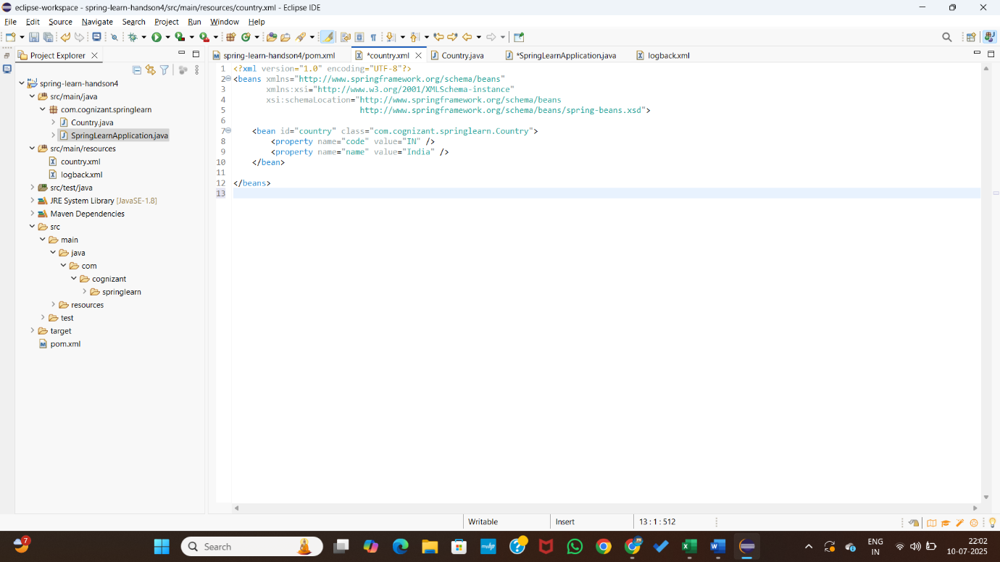 eclipse-workspace - spring-learn-handson4/src/main/resources/country.xml - Eclipse IDE
File Edit Source Navigate Search Project Run Window Help
Project Explorer
spring-learn-handson4/pom.xml *country.xml Country.java *SpringLearnApplication.java logback.xml
spring-learn-handson4
src/main/java
com.cognizant.springlearn
Country.java
SpringLearnApplication.java
src/main/resources
country.xml
logback.xml
src/test/java
JRE System Library [JavaSE-1.8]
Maven Dependencies
src
main
java
com
cognizant
springlearn
resources
test
target
pom.xml
1 <?xml version="1.0" encoding="UTF-8"?>
2 <beans xmlns="http://www.springframework.org/schema/beans"
3 xmlns:xsi="http://www.w3.org/2001/XMLSchema-instance"
4 xsi:schemaLocation="http://www.springframework.org/schema/beans
5 http://www.springframework.org/schema/beans/spring-beans.xsd">
6
7 <bean id="country" class="com.cognizant.springlearn.Country">
8 <property name="code" value="IN" />
9 <property name="name" value="India" />
10 </bean>
11
12 </beans>
13
Writable Insert 13 : 1 : 512
7 Search myhp ENG IN 22:02 10-07-2025